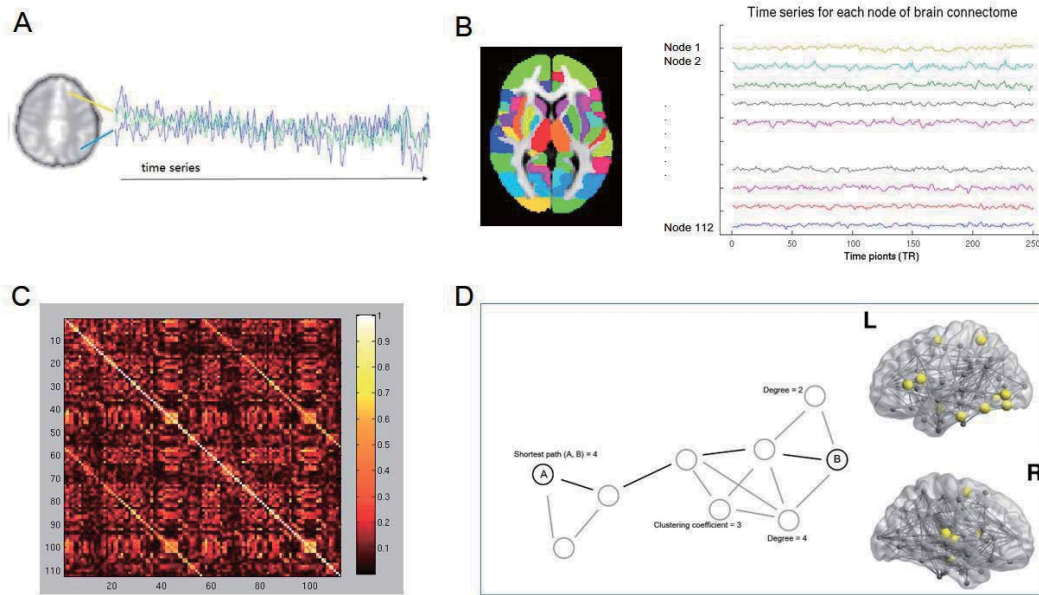 A
time series
B
Time series for each node of brain connectome
Node 1
Node 2
.
.
.
.
.
.
Node 112
0
50
100
150
200
250
Time pionts (TR)
C
10
20
30
40
50
60
70
80
90
100
110
20
40
60
80
100
1
0.9
0.8
0.7
0.6
0.5
0.4
0.3
0.2
0.1
D
L
R
Degree = 2
Shortest path (A, B) = 4
A
B
Clustering coefficient = 3
Degree = 4